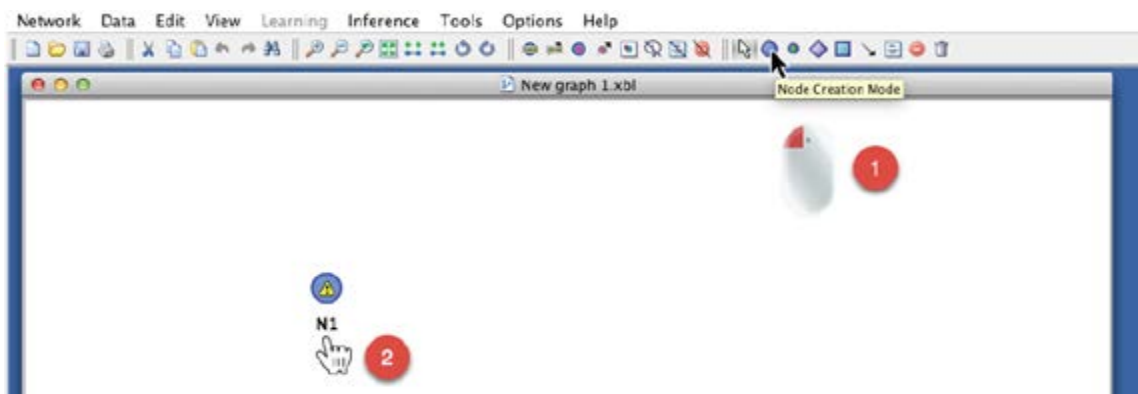 Network Data Edit View Learning Inference Tools Options Help
New graph 1.xbl
Node Creation Mode
1
N1
2